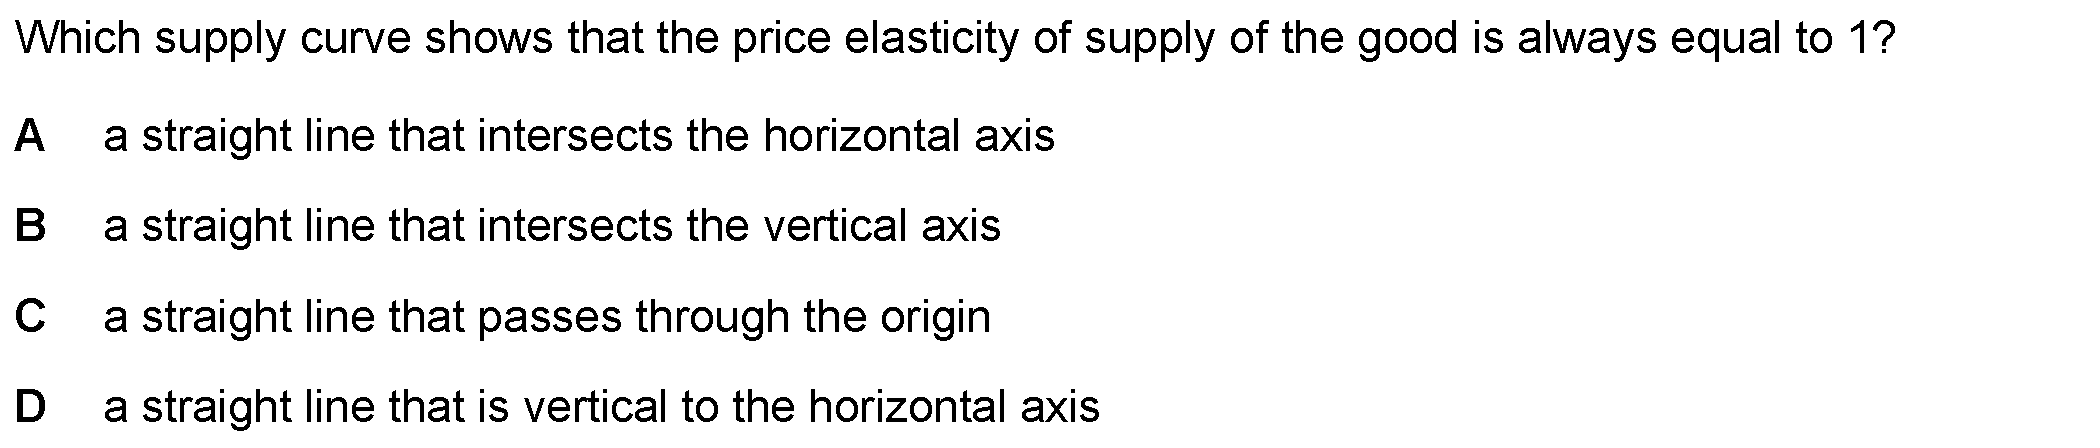 Which supply curve shows that the price elasticity of supply of the good is always equal to 1?
A a straight line that intersects the horizontal axis
B a straight line that intersects the vertical axis
C a straight line that passes through the origin
D a straight line that is vertical to the horizontal axis